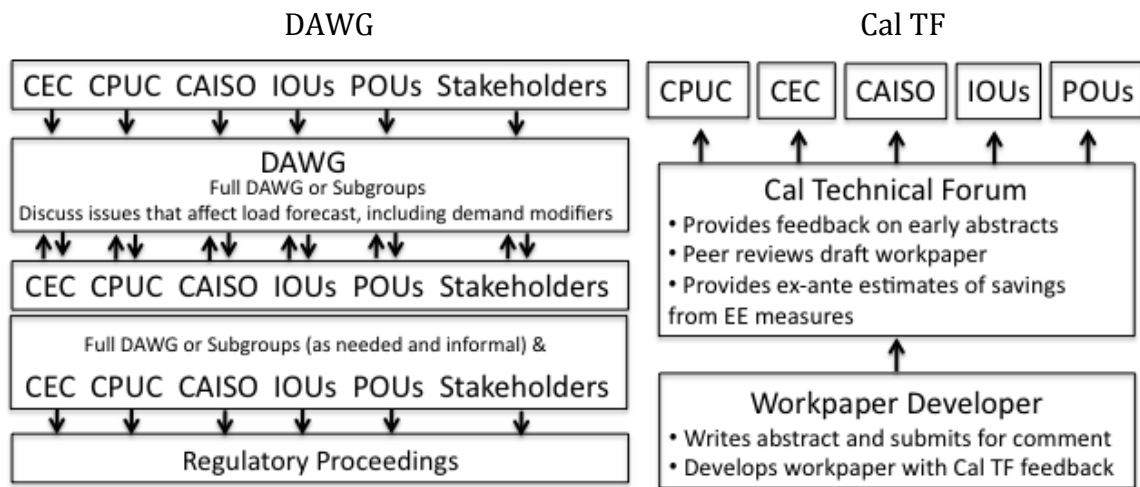 DAWG
CEC CPUC CAISO IOUs POUs Stakeholders
DAWG
Full DAWG or Subgroups
Discuss issues that affect load forecast, including demand modifiers
CEC CPUC CAISO IOUs POUs Stakeholders
Full DAWG or Subgroups (as needed and informal) &
CEC CPUC CAISO IOUs POUs Stakeholders
Regulatory Proceedings
Cal TF
CPUC CEC CAISO IOUs POUs
Cal Technical Forum
• Provides feedback on early abstracts
• Peer reviews draft workpaper
• Provides ex-ante estimates of savings
from EE measures
Workpaper Developer
• Writes abstract and submits for comment
• Develops workpaper with Cal TF feedback